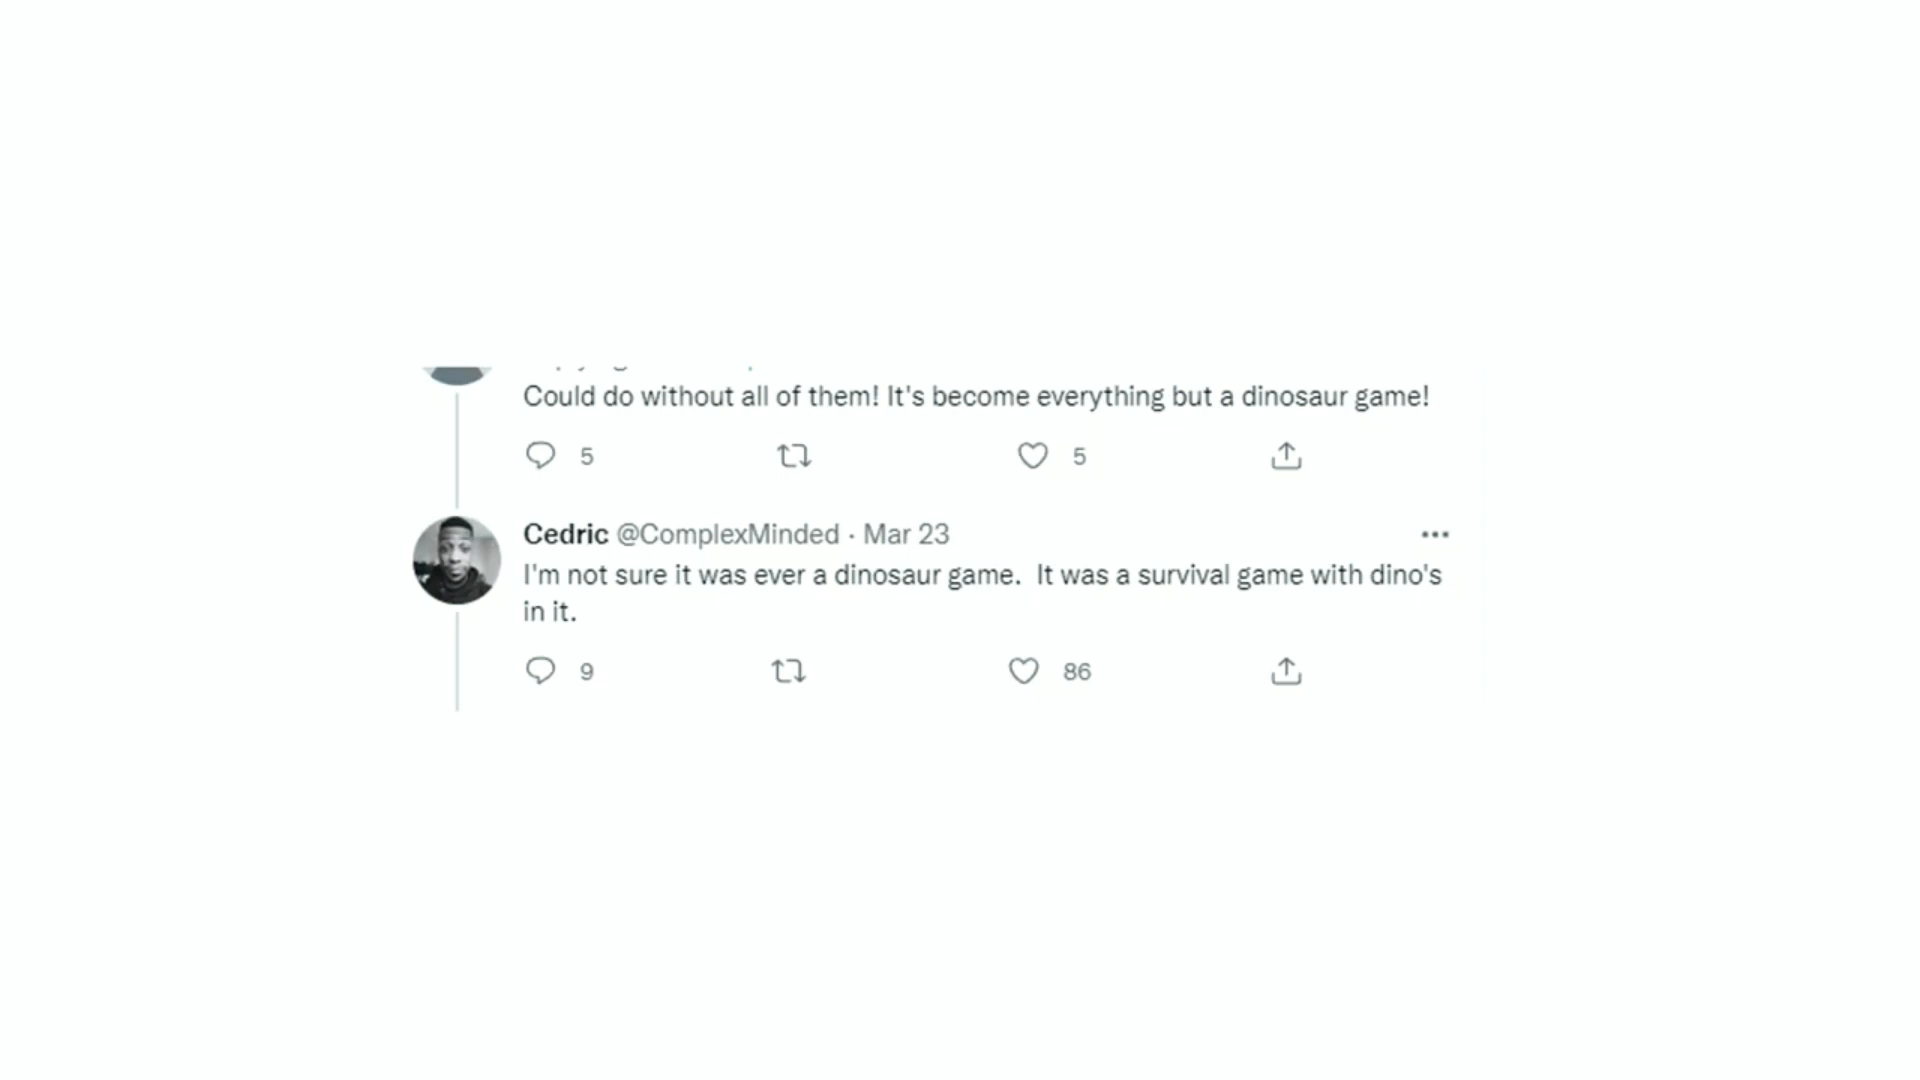 Could do without all of them! It's become everything but a dinosaur game!
5 5
Cedric @ComplexMinded · Mar 23
I'm not sure it was ever a dinosaur game.  It was a survival game with dino's
in it.
9 86